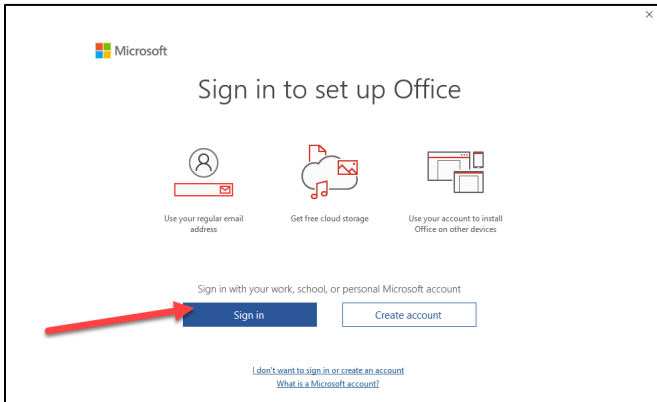 Microsoft
Sign in to set up Office
Use your regular email
address
Get free cloud storage
Use your account to install
Office on other devices
Sign in with your work, school, or personal Microsoft account
Sign in
Create account
I don't want to sign in or create an account
What is a Microsoft account?